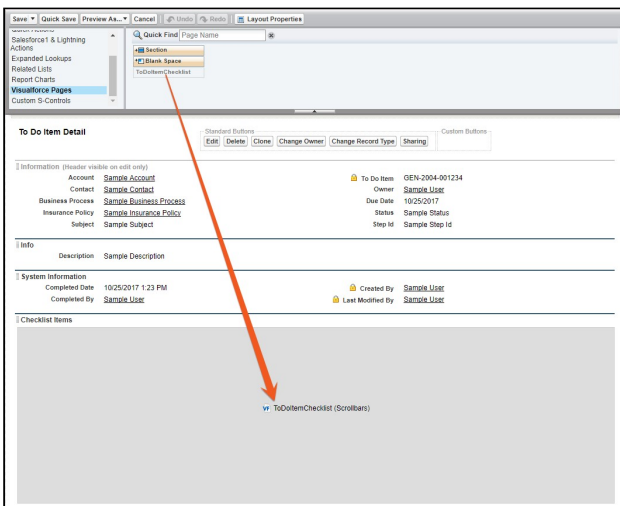 Save Quick Save Preview As... Cancel Undo Redo Layout Properties
Salesforce1 & Lightning
Actions
Expanded Lookups
Related Lists
Report Charts
Visualforce Pages
Custom S-Controls
Quick Find Page Name
Section
Blank Space
ToDoItemChecklist
To Do Item Detail
Standard Buttons
Edit Delete Clone Change Owner Change Record Type Sharing
Custom Buttons
Information (Header visible on edit only)
Account Sample Account To Do Item GEN-2004-001234
Contact Sample Contact Owner Sample User
Business Process Sample Business Process Due Date 10/25/2017
Insurance Policy Sample Insurance Policy Status Sample Status
Subject Sample Subject Step Id Sample Step Id
Info
Description Sample Description
System Information
Completed Date 10/25/2017 1:23 PM Created By Sample User
Completed By Sample User Last Modified By Sample User
Checklist Items
VF ToDoItemChecklist (Scrollbars)